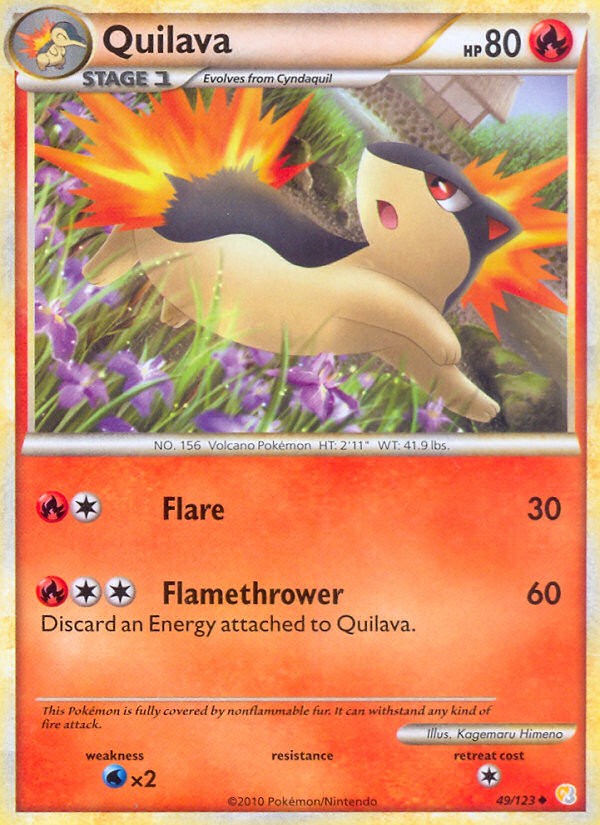 Quilava
HP 80
STAGE 1
Evolves from Cyndaquil
NO. 156 Volcano Pokémon HT: 2'11" WT: 41.9 lbs.
Flare 30
Flamethrower 60
Discard an Energy attached to Quilava.
This Pokémon is fully covered by nonflammable fur. It can withstand any kind of
fire attack.
Illus. Kagemaru Himeno
weakness resistance retreat cost
×2
©2010 Pokémon/Nintendo 49/123